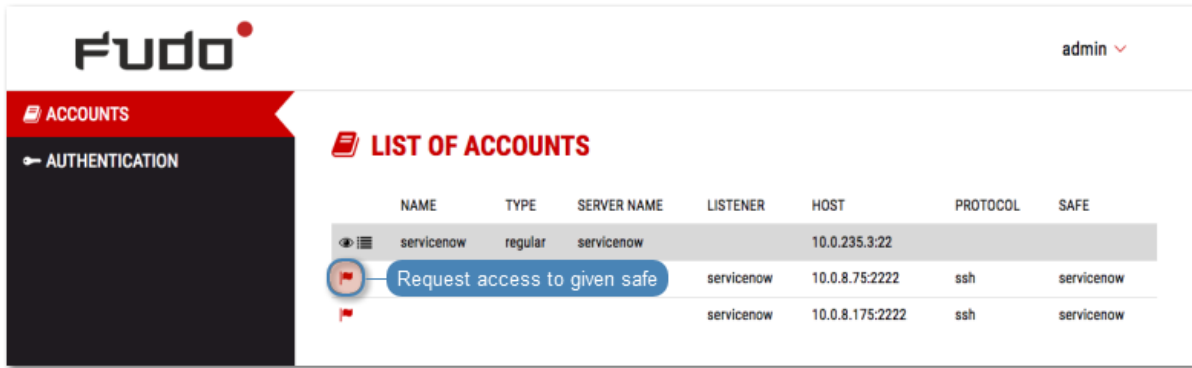 Fudo
admin
ACCOUNTS
AUTHENTICATION
LIST OF ACCOUNTS
NAME TYPE SERVER NAME LISTENER HOST PROTOCOL SAFE
servicenow regular servicenow 10.0.235.3:22
Request access to given safe servicenow 10.0.8.75:2222 ssh servicenow
servicenow 10.0.8.175:2222 ssh servicenow